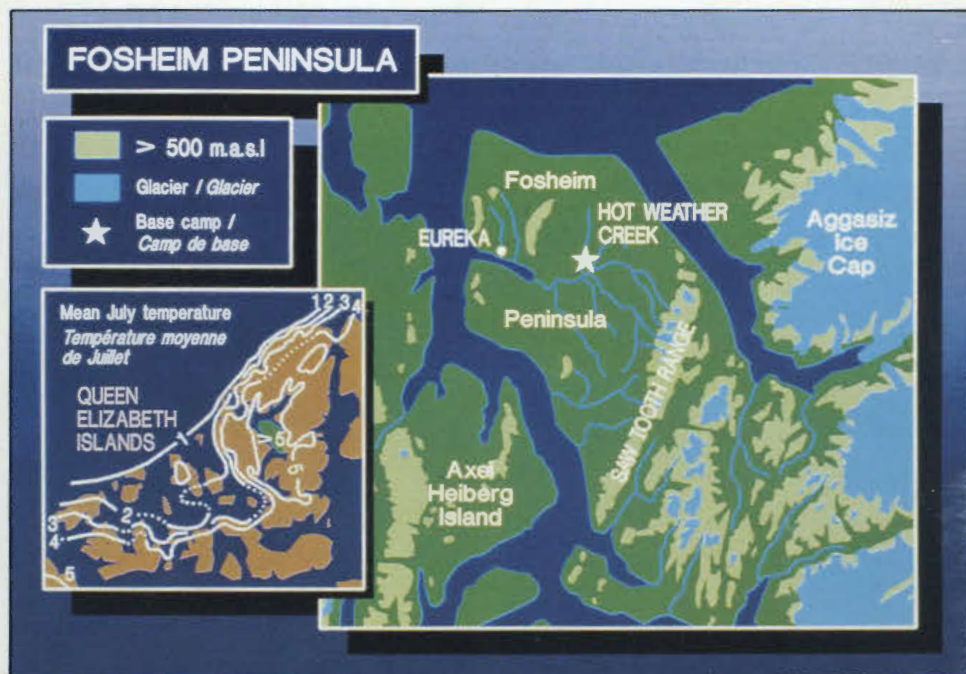 FOSHEIM PENINSULA
> 500 m.a.s.l
Glacier / Glacier
Base camp /
Camp de base
Mean July temperature
Température moyenne
de Juillet
QUEEN
ELIZABETH
ISLANDS
1 2 3 4
1
> 5
5
2
3
4
5
Fosheim
HOT WEATHER
CREEK
EUREKA
Peninsula
SAW TOOTH RANGE
Axel
Heiberg
Island
Aggasiz
Ice
Cap